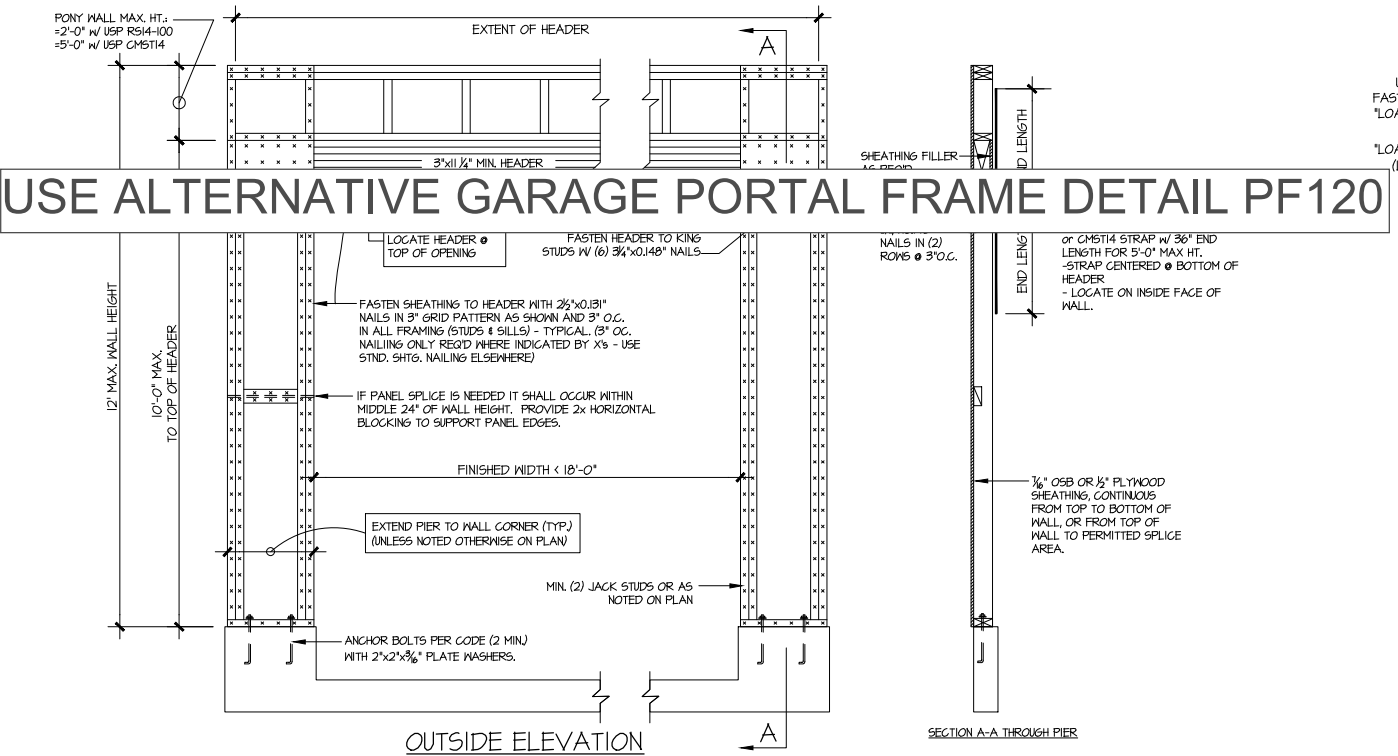 PONY WALL MAX. HT.:
=2'-0" W/ USP RS14-100
=5'-0" W/ USP CMST14
EXTENT OF HEADER
A
12' MAX. WALL HEIGHT
10'-0" MAX.
TO TOP OF HEADER
3"x11 1/4" MIN. HEADER
USE ALTERNATIVE GARAGE PORTAL FRAME DETAIL PF120
LOCATE HEADER @
TOP OF OPENING
FASTEN HEADER TO KING
STUDS W/ (6) 3 1/4"x0.148" NAILS
FASTEN SHEATHING TO HEADER WITH 2 1/2"x0.131"
NAILS IN 3" GRID PATTERN AS SHOWN AND 3" O.C.
IN ALL FRAMING (STUDS & SILLS) - TYPICAL. (3" OC.
NAILIING ONLY REQ'D WHERE INDICATED BY X's - USE
STND. SHTG. NAILING ELSEWHERE)
IF PANEL SPLICE IS NEEDED IT SHALL OCCUR WITHIN
MIDDLE 24" OF WALL HEIGHT. PROVIDE 2x HORIZONTAL
BLOCKING TO SUPPORT PANEL EDGES.
FINISHED WIDTH < 18'-0"
EXTEND PIER TO WALL CORNER (TYP.)
(UNLESS NOTED OTHERWISE ON PLAN)
MIN. (2) JACK STUDS OR AS
NOTED ON PLAN
ANCHOR BOLTS PER CODE (2 MIN.)
WITH 2"x2"x3/16" PLATE WASHERS.
A
OUTSIDE ELEVATION
SHEATHING FILLER
AS REQ'D
NAILS IN (2)
ROWS @ 3"O.C.
END LENGTH
END LENGTH
or CMST14 STRAP W/ 36" END
LENGTH FOR 5'-0" MAX HT.
-STRAP CENTERED @ BOTTOM OF
HEADER
- LOCATE ON INSIDE FACE OF
WALL.
7/16" OSB OR 1/2" PLYWOOD
SHEATHING, CONTINUOUS
FROM TOP TO BOTTOM OF
WALL, OR FROM TOP OF
WALL TO PERMITTED SPLICE
AREA.
SECTION A-A THROUGH PIER